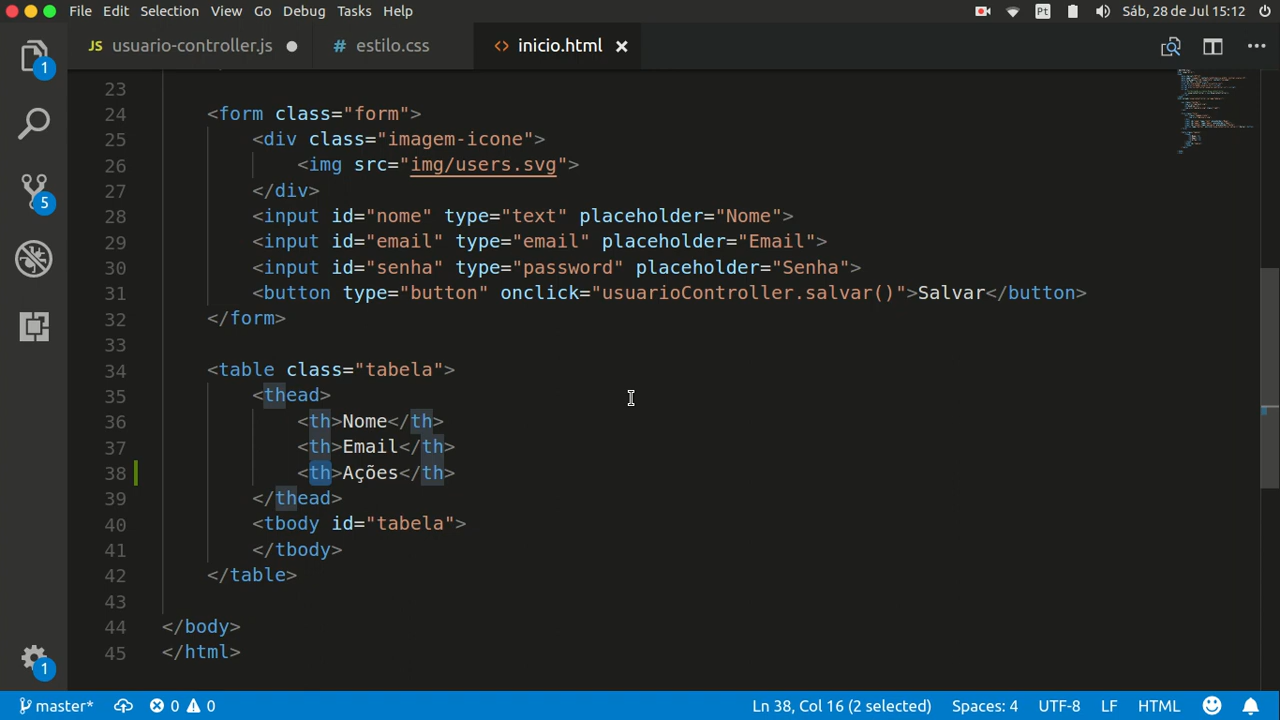 File Edit Selection View Go Debug Tasks Help Pt Sáb, 28 de Jul 15:12
JS usuario-controller.js # estilo.css <> inicio.html
1
5
1
23
24 <form class="form">
25 <div class="imagem-icone">
26 <img src="img/users.svg">
27 </div>
28 <input id="nome" type="text" placeholder="Nome">
29 <input id="email" type="email" placeholder="Email">
30 <input id="senha" type="password" placeholder="Senha">
31 <button type="button" onclick="usuarioController.salvar()">Salvar</button>
32 </form>
33
34 <table class="tabela">
35 <thead>
36 <th>Nome</th>
37 <th>Email</th>
38 <th>Ações</th>
39 </thead>
40 <tbody id="tabela">
41 </tbody>
42 </table>
43
44 </body>
45 </html>
master* 0 0 Ln 38, Col 16 (2 selected) Spaces: 4 UTF-8 LF HTML